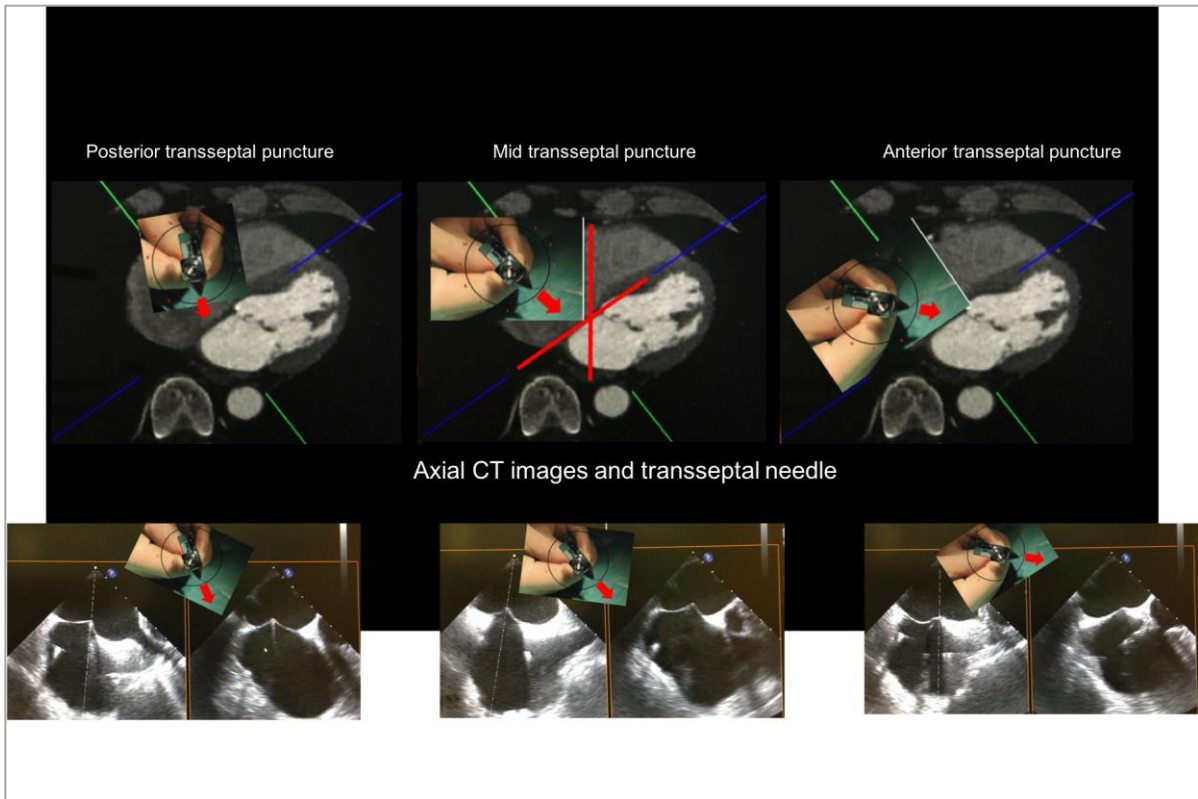 Posterior transseptal puncture
Mid transseptal puncture
Anterior transseptal puncture
Axial CT images and transseptal needle